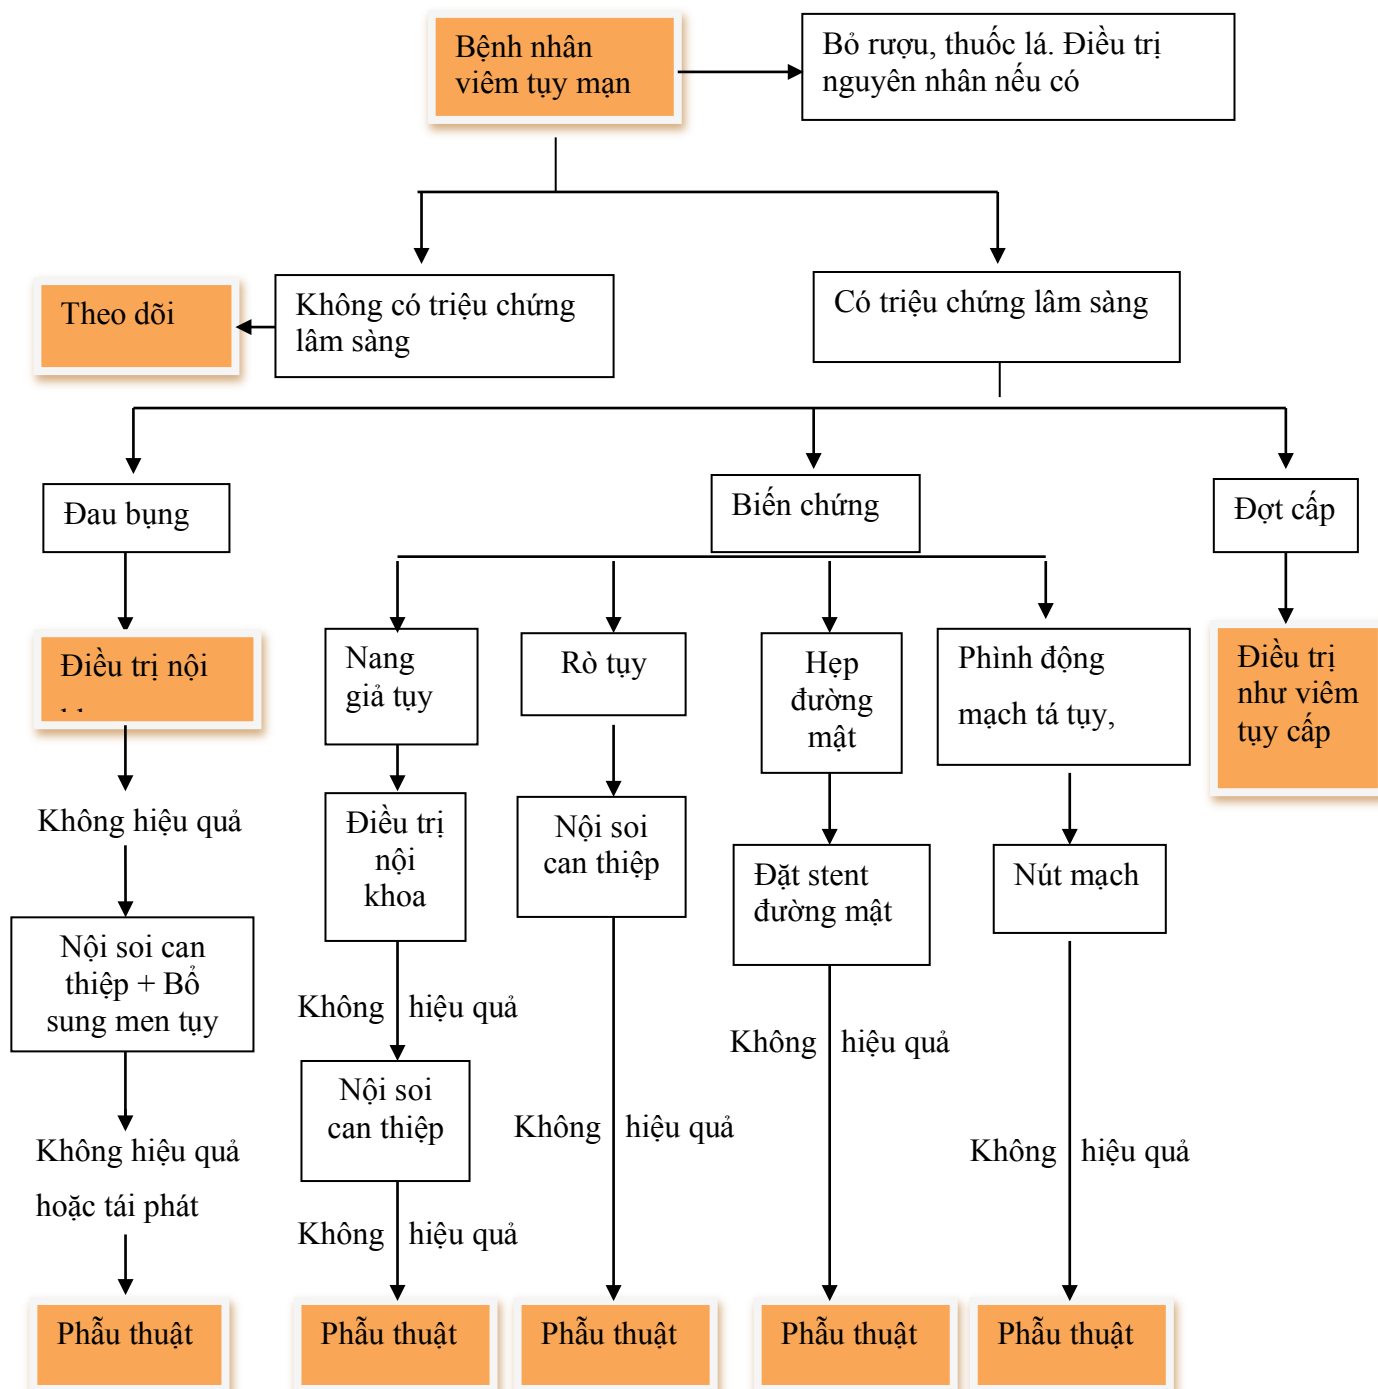 Bệnh nhân
viêm tụy mạn
Bỏ rượu, thuốc lá. Điều trị
nguyên nhân nếu có
Theo dõi
Không có triệu chứng
lâm sàng
Có triệu chứng lâm sàng
Đau bụng
Biến chứng
Đợt cấp
Điều trị nội
Nang
giả tụy
Rò tụy
Hẹp
đường
mật
Phình động
mạch tá tụy,
Điều trị
như viêm
tụy cấp
Không hiệu quả
Điều trị
nội
khoa
Nội soi
can thiệp
Đặt stent
đường mật
Nút mạch
Nội soi can
thiệp + Bổ
sung men tụy
Không hiệu quả
Không hiệu quả
Nội soi
can thiệp
Không hiệu quả
Không hiệu quả
Không hiệu quả
hoặc tái phát
Không hiệu quả
Phẫu thuật
Phẫu thuật
Phẫu thuật
Phẫu thuật
Phẫu thuật